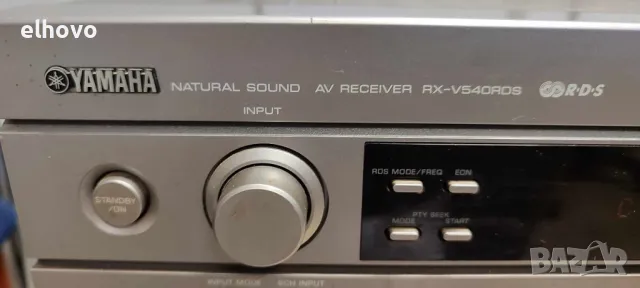 elhovo
YAMAHA NATURAL SOUND AV RECEIVER RX-V540RDS R·D·S
INPUT
RDS MODE/FREQ EON
STANDBY
/ON
PTY SEEK
MODE START
INPUT MODE 6CH INPUT
bazar